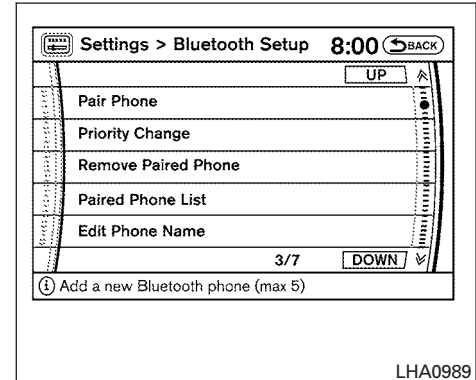 Settings > Bluetooth Setup 8:00 BACK
UP
Pair Phone
Priority Change
Remove Paired Phone
Paired Phone List
Edit Phone Name
3/7 DOWN
i Add a new Bluetooth phone (max 5)
LHA0989